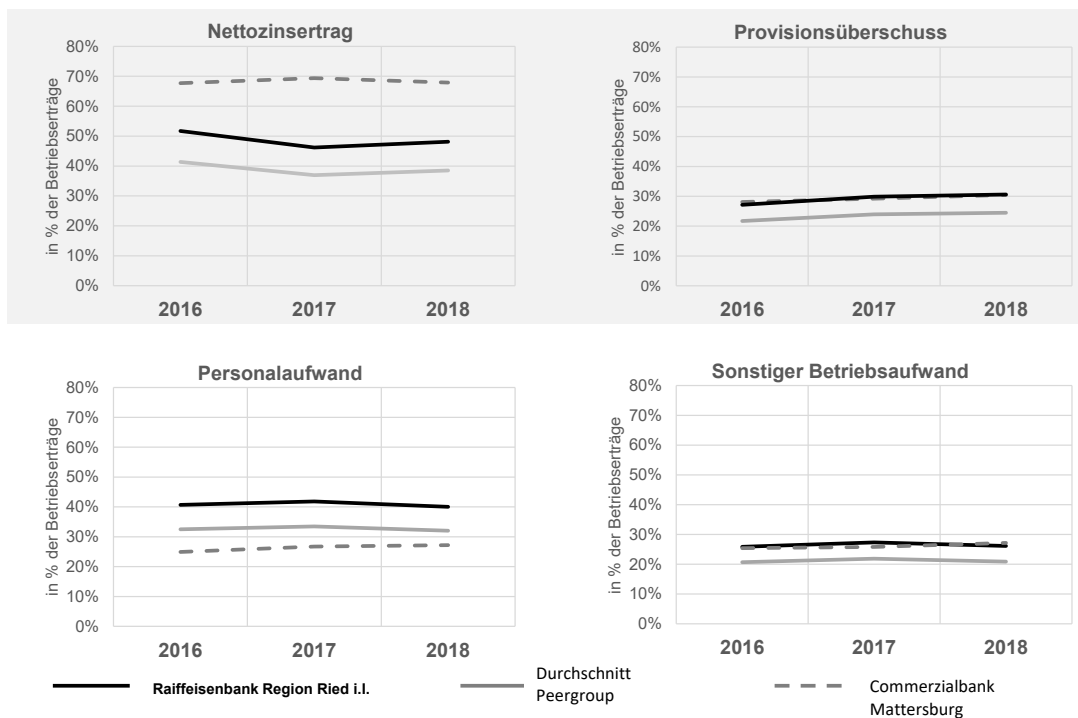 Nettozinsertrag
in % der Betriebserträge
80%
70%
60%
50%
40%
30%
20%
10%
0%
2016 2017 2018
Provisionsüberschuss
in % der Betriebserträge
80%
70%
60%
50%
40%
30%
20%
10%
0%
2016 2017 2018
Personalaufwand
in % der Betriebserträge
80%
70%
60%
50%
40%
30%
20%
10%
0%
2016 2017 2018
Sonstiger Betriebsaufwand
in % der Betriebserträge
80%
70%
60%
50%
40%
30%
20%
10%
0%
2016 2017 2018
Raiffeisenbank Region Ried i.I.
Durchschnitt
Peergroup
Commerzialbank
Mattersburg